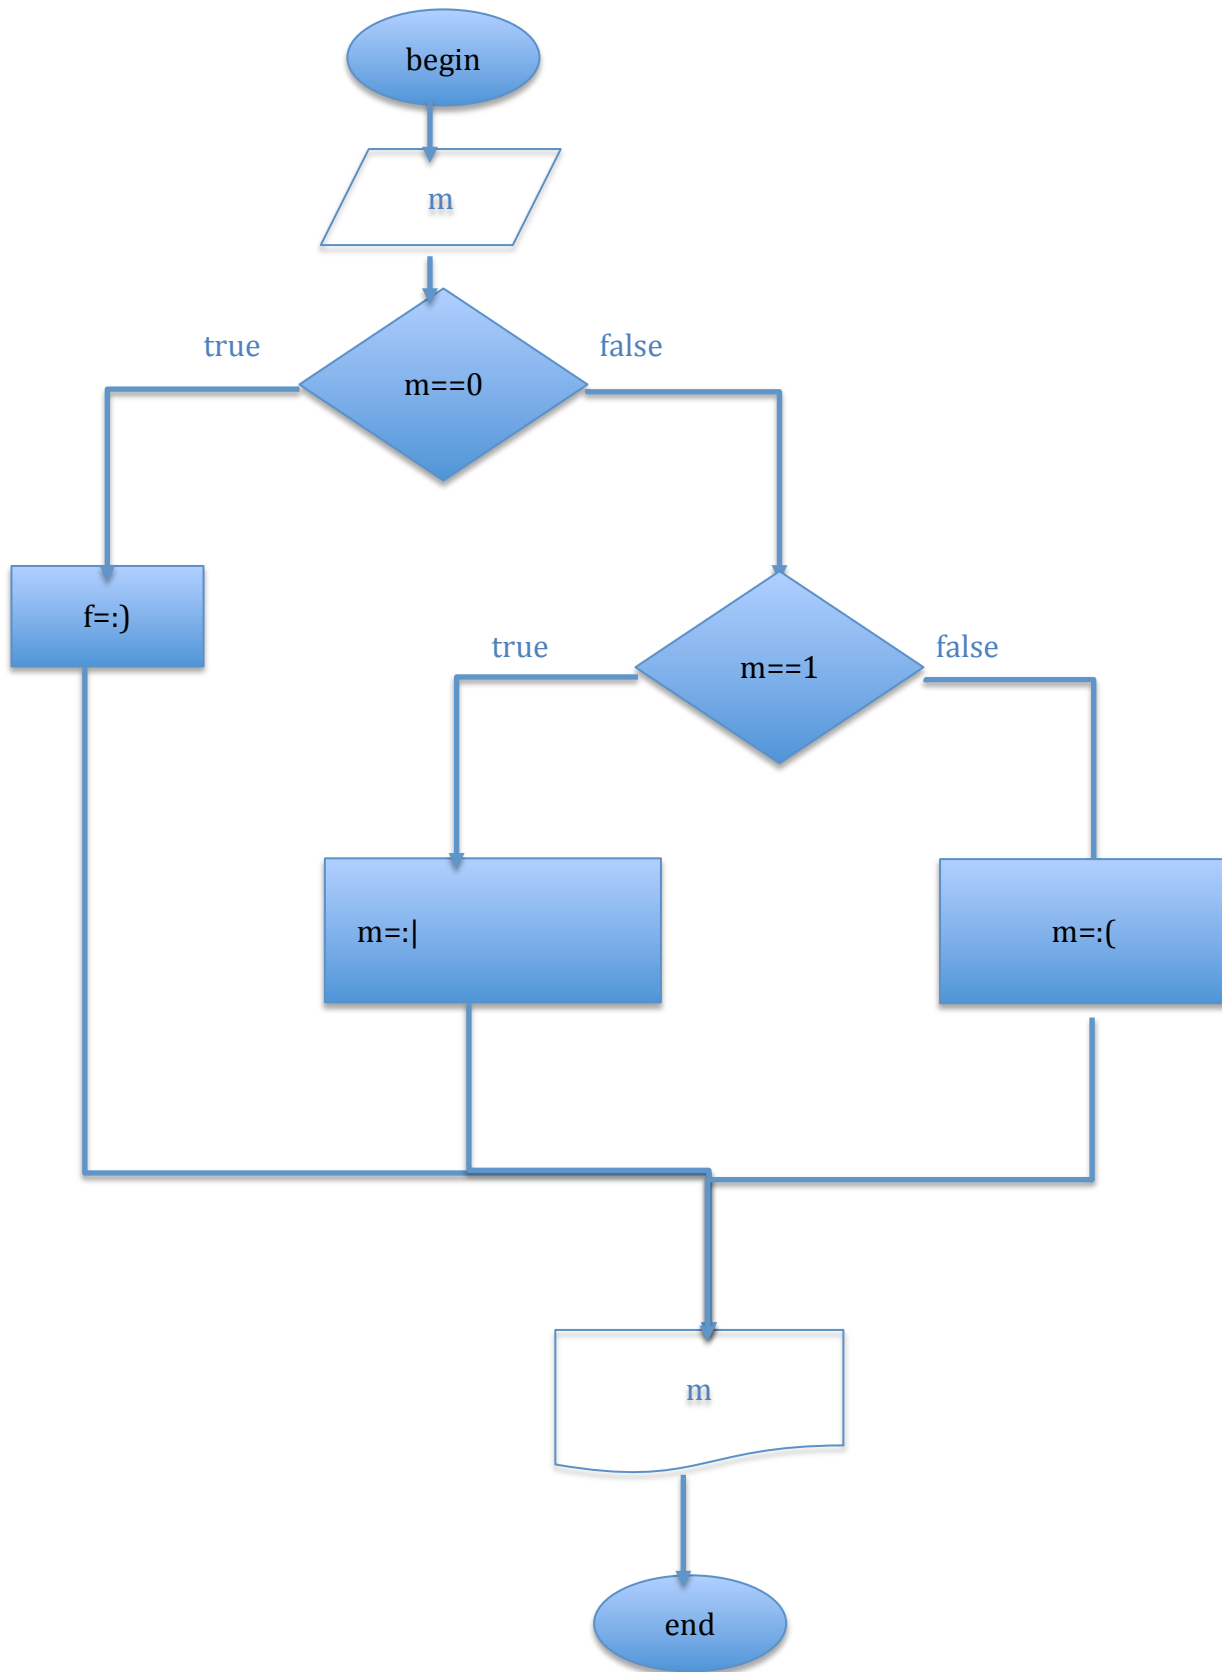 begin
m
true
false
m==0
f=:)
true
false
m==1
m=:|
m=:(
m
end